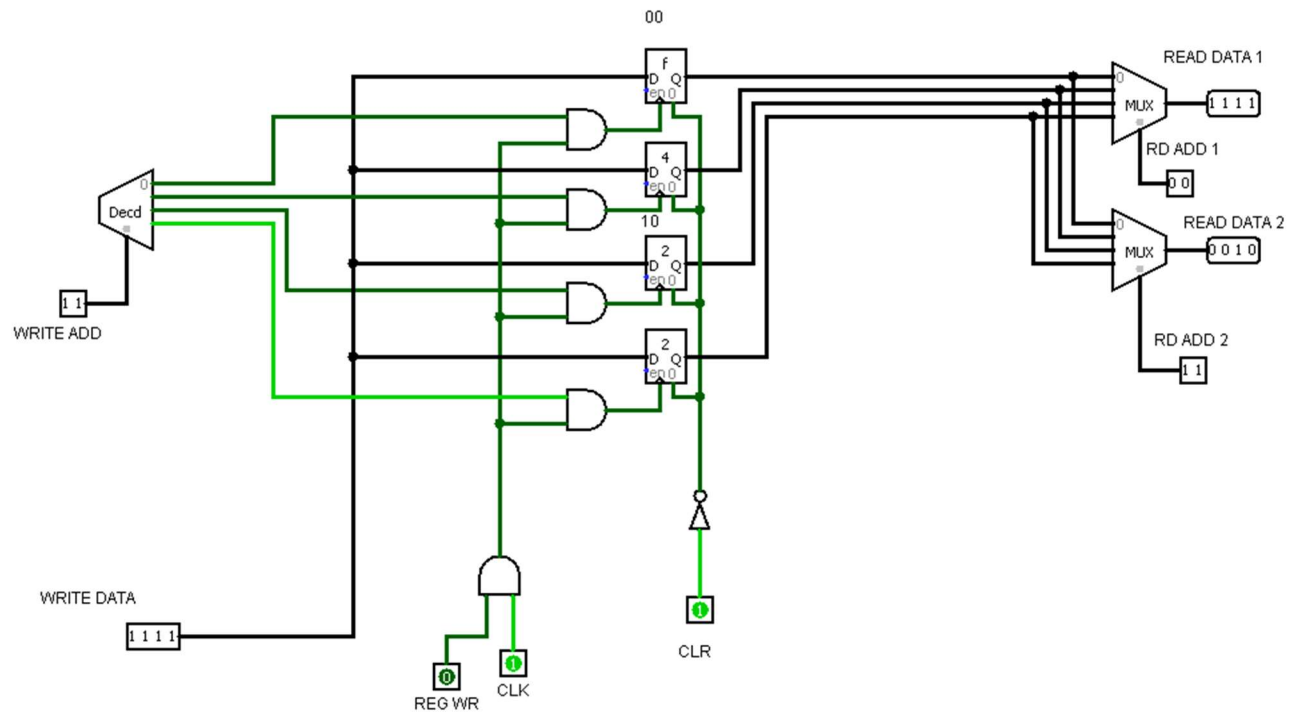 00
f
D Q
en 0
READ DATA 1
0
MUX
1 1 1 1
RD ADD 1
0 0
4
D Q
en 0
0
Decd
10
2
D Q
en 0
READ DATA 2
0
MUX
0 0 1 0
1 1
WRITE ADD
2
D Q
en 0
RD ADD 2
1 1
WRITE DATA
1 1 1 1
1
CLR
0
REG WR
1
CLK